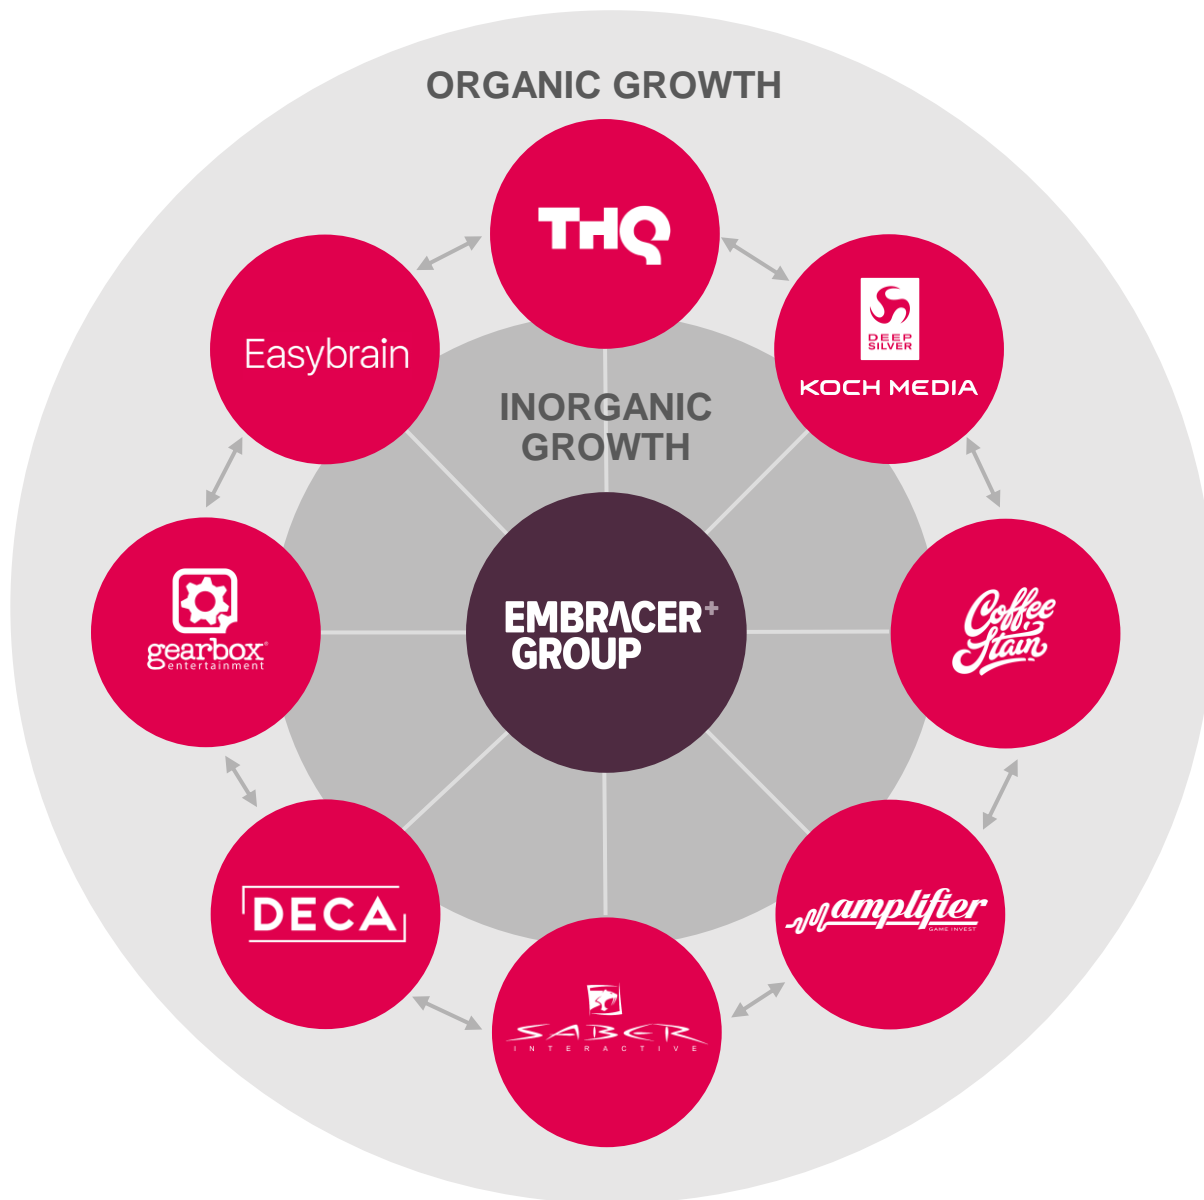 ORGANIC GROWTH
THQ
Easybrain
DEEP
SILVER
KOCH MEDIA
INORGANIC
GROWTH
EMBRACER+
GROUP
gearbox®
entertainment
Coffee
Stain
DECA
amplifier
GAME INVEST
SABER
INTERACTIVE